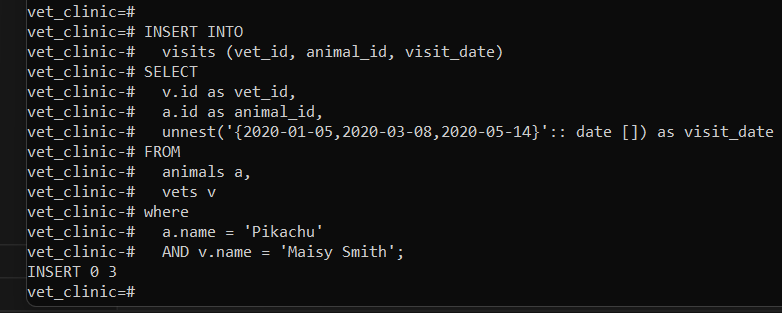 vet_clinic=#
vet_clinic=# INSERT INTO
vet_clinic-#   visits (vet_id, animal_id, visit_date)
vet_clinic-# SELECT
vet_clinic-#   v.id as vet_id,
vet_clinic-#   a.id as animal_id,
vet_clinic-#   unnest('{2020-01-05,2020-03-08,2020-05-14}':: date []) as visit_date
vet_clinic-# FROM
vet_clinic-#   animals a,
vet_clinic-#   vets v
vet_clinic-# where
vet_clinic-#   a.name = 'Pikachu'
vet_clinic-#   AND v.name = 'Maisy Smith';
INSERT 0 3
vet_clinic=#